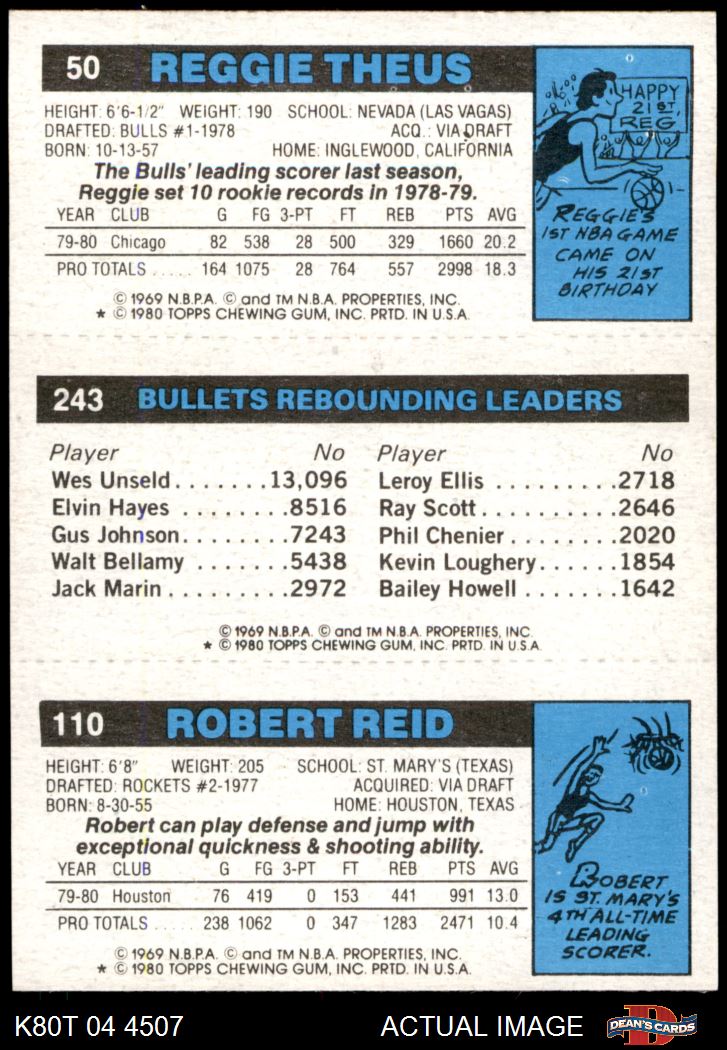 50 REGGIE THEUS
HEIGHT: 6'6-1/2" WEIGHT: 190 SCHOOL: NEVADA (LAS VAGAS)
DRAFTED: BULLS #1-1978 ACQ.: VIA DRAFT
BORN: 10-13-57 HOME: INGLEWOOD, CALIFORNIA
The Bulls' leading scorer last season,
Reggie set 10 rookie records in 1978-79.
YEAR CLUB G FG 3-PT FT REB PTS AVG
79-80 Chicago 82 538 28 500 329 1660 20.2
PRO TOTALS ..... 164 1075 28 764 557 2998 18.3
© 1969 N.B.P.A. © and TM N.B.A. PROPERTIES, INC.
★ © 1980 TOPPS CHEWING GUM, INC. PRTD. IN U.S.A.
HAPPY
21ST
REG
REGGIE'S
1ST NBA GAME
CAME ON
HIS 21ST
BIRTHDAY
243 BULLETS REBOUNDING LEADERS
Player No Player No
Wes Unseld.......13,096 Leroy Ellis .........2718
Elvin Hayes ........8516 Ray Scott..........2646
Gus Johnson........7243 Phil Chenier ........2020
Walt Bellamy .......5438 Kevin Loughery......1854
Jack Marin .........2972 Bailey Howell .......1642
© 1969 N.B.P.A. © and TM N.B.A. PROPERTIES, INC.
★ © 1980 TOPPS CHEWING GUM, INC. PRTD. IN U.S.A.
110 ROBERT REID
HEIGHT: 6'8" WEIGHT: 205 SCHOOL: ST. MARY'S (TEXAS)
DRAFTED: ROCKETS #2-1977 ACQUIRED: VIA DRAFT
BORN: 8-30-55 HOME: HOUSTON, TEXAS
Robert can play defense and jump with
exceptional quickness & shooting ability.
YEAR CLUB G FG 3-PT FT REB PTS AVG
79-80 Houston 76 419 0 153 441 991 13.0
PRO TOTALS ..... 238 1062 0 347 1283 2471 10.4
© 1969 N.B.P.A. © and TM N.B.A. PROPERTIES, INC.
★ © 1980 TOPPS CHEWING GUM, INC. PRTD. IN U.S.A.
ROBERT
IS ST. MARY'S
4TH ALL-TIME
LEADING
SCORER.
K80T 04 4507 ACTUAL IMAGE DEAN'S CARDS